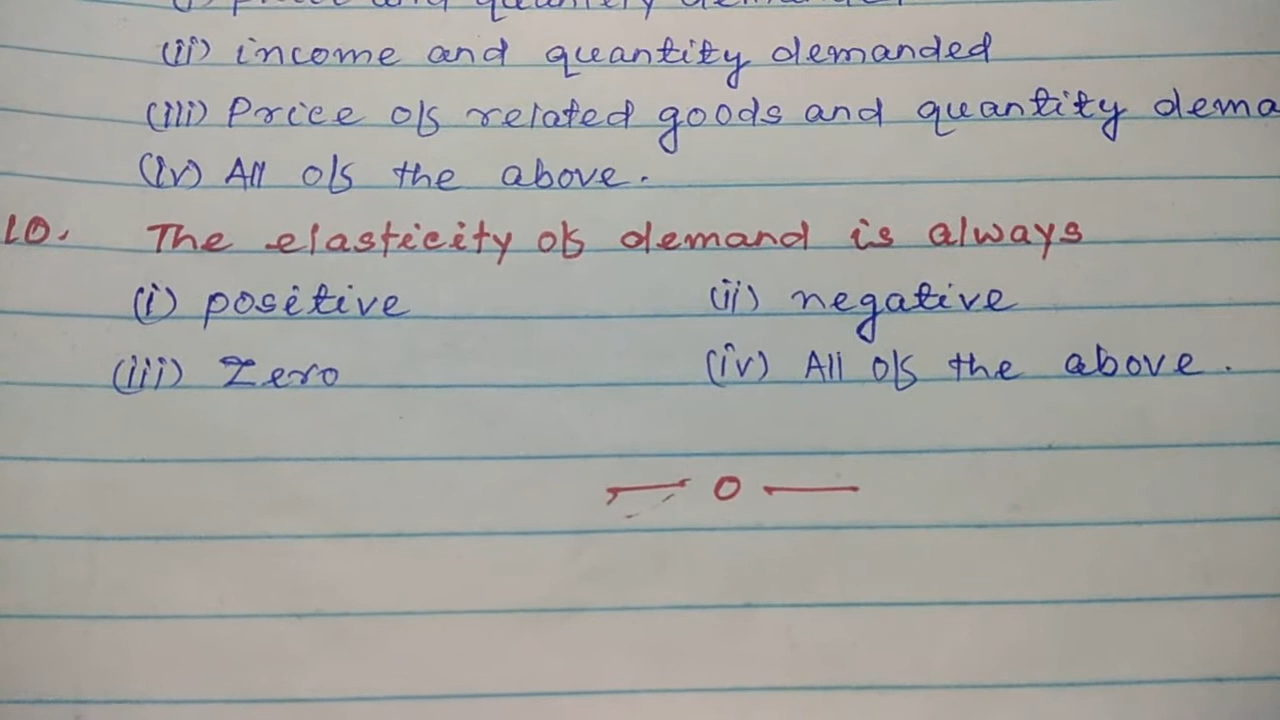 (ii) income and quantity demanded
(iii) Price of related goods and quantity dema
(iv) All of the above.
10. The elasticity of demand is always
(i) positive (ii) negative
(iii) Zero (iv) All of the above.